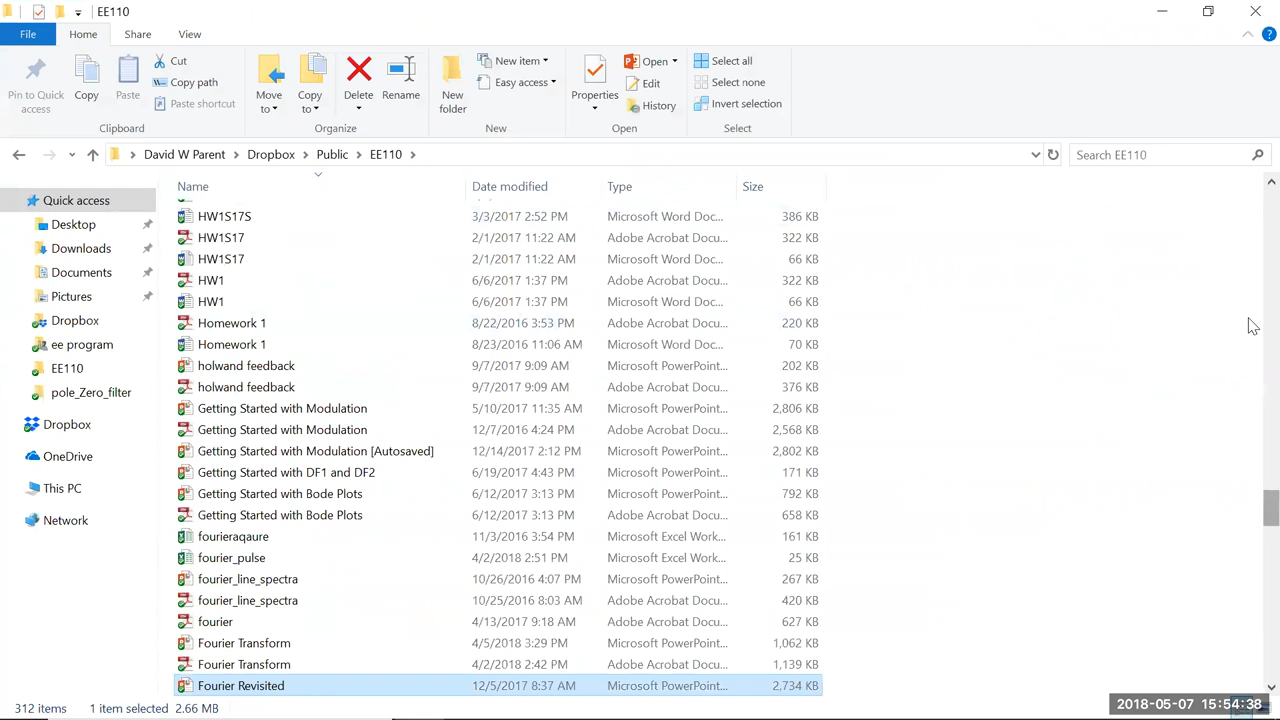 EE110
File Home Share View
Pin to Quick access
Copy
Paste
Cut
Copy path
Paste shortcut
Move to
Copy to
Delete
Rename
New folder
New item
Easy access
Properties
Open
Edit
History
Select all
Select none
Invert selection
Clipboard Organize New Open Select
David W Parent Dropbox Public EE110
Search EE110
Quick access
Desktop
Downloads
Documents
Pictures
Dropbox
ee program
EE110
pole_Zero_filter
Dropbox
OneDrive
This PC
Network
Name Date modified Type Size
HW1S17S 3/3/2017 2:52 PM Microsoft Word Doc... 386 KB
HW1S17 2/1/2017 11:22 AM Adobe Acrobat Docu... 322 KB
HW1S17 2/1/2017 11:22 AM Microsoft Word Doc... 66 KB
HW1 6/6/2017 1:37 PM Adobe Acrobat Docu... 322 KB
HW1 6/6/2017 1:37 PM Microsoft Word Doc... 66 KB
Homework 1 8/22/2016 3:53 PM Adobe Acrobat Docu... 220 KB
Homework 1 8/23/2016 11:06 AM Microsoft Word Doc... 70 KB
holwand feedback 9/7/2017 9:09 AM Microsoft PowerPoint... 202 KB
holwand feedback 9/7/2017 9:09 AM Adobe Acrobat Docu... 376 KB
Getting Started with Modulation 5/10/2017 11:35 AM Microsoft PowerPoint... 2,806 KB
Getting Started with Modulation 12/7/2016 4:24 PM Adobe Acrobat Docu... 2,568 KB
Getting Started with Modulation [Autosaved] 12/14/2017 2:12 PM Microsoft PowerPoint... 2,802 KB
Getting Started with DF1 and DF2 6/19/2017 4:43 PM Microsoft PowerPoint... 171 KB
Getting Started with Bode Plots 6/12/2017 3:13 PM Microsoft PowerPoint... 792 KB
Getting Started with Bode Plots 6/12/2017 3:13 PM Adobe Acrobat Docu... 658 KB
fourieraqaure 11/3/2016 3:54 PM Microsoft Excel Work... 161 KB
fourier_pulse 4/2/2018 2:51 PM Microsoft Excel Work... 25 KB
fourier_line_spectra 10/26/2016 4:07 PM Microsoft PowerPoint... 267 KB
fourier_line_spectra 10/25/2016 8:03 AM Adobe Acrobat Docu... 420 KB
fourier 4/13/2017 9:18 AM Adobe Acrobat Docu... 627 KB
Fourier Transform 4/5/2018 3:29 PM Microsoft PowerPoint... 1,062 KB
Fourier Transform 4/2/2018 2:42 PM Adobe Acrobat Docu... 1,139 KB
Fourier Revisited 12/5/2017 8:37 AM Microsoft PowerPoint... 2,734 KB
312 items 1 item selected 2.66 MB
2018-05-07 15:54:38